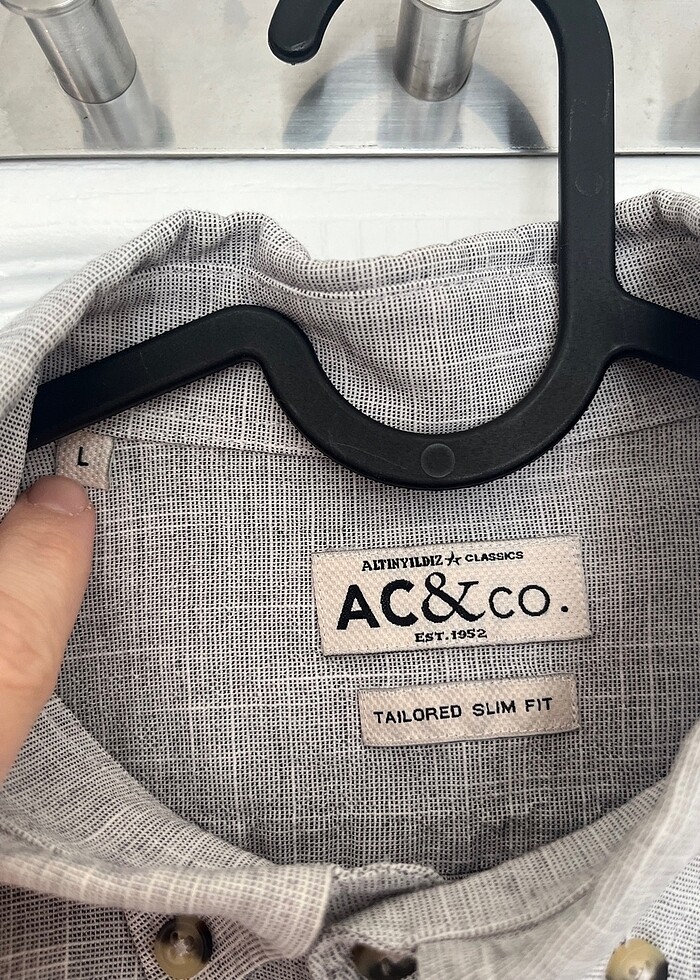 L
ALTINYILDIZ CLASSICS
AC&CO.
EST. 1952
TAILORED SLIM FIT